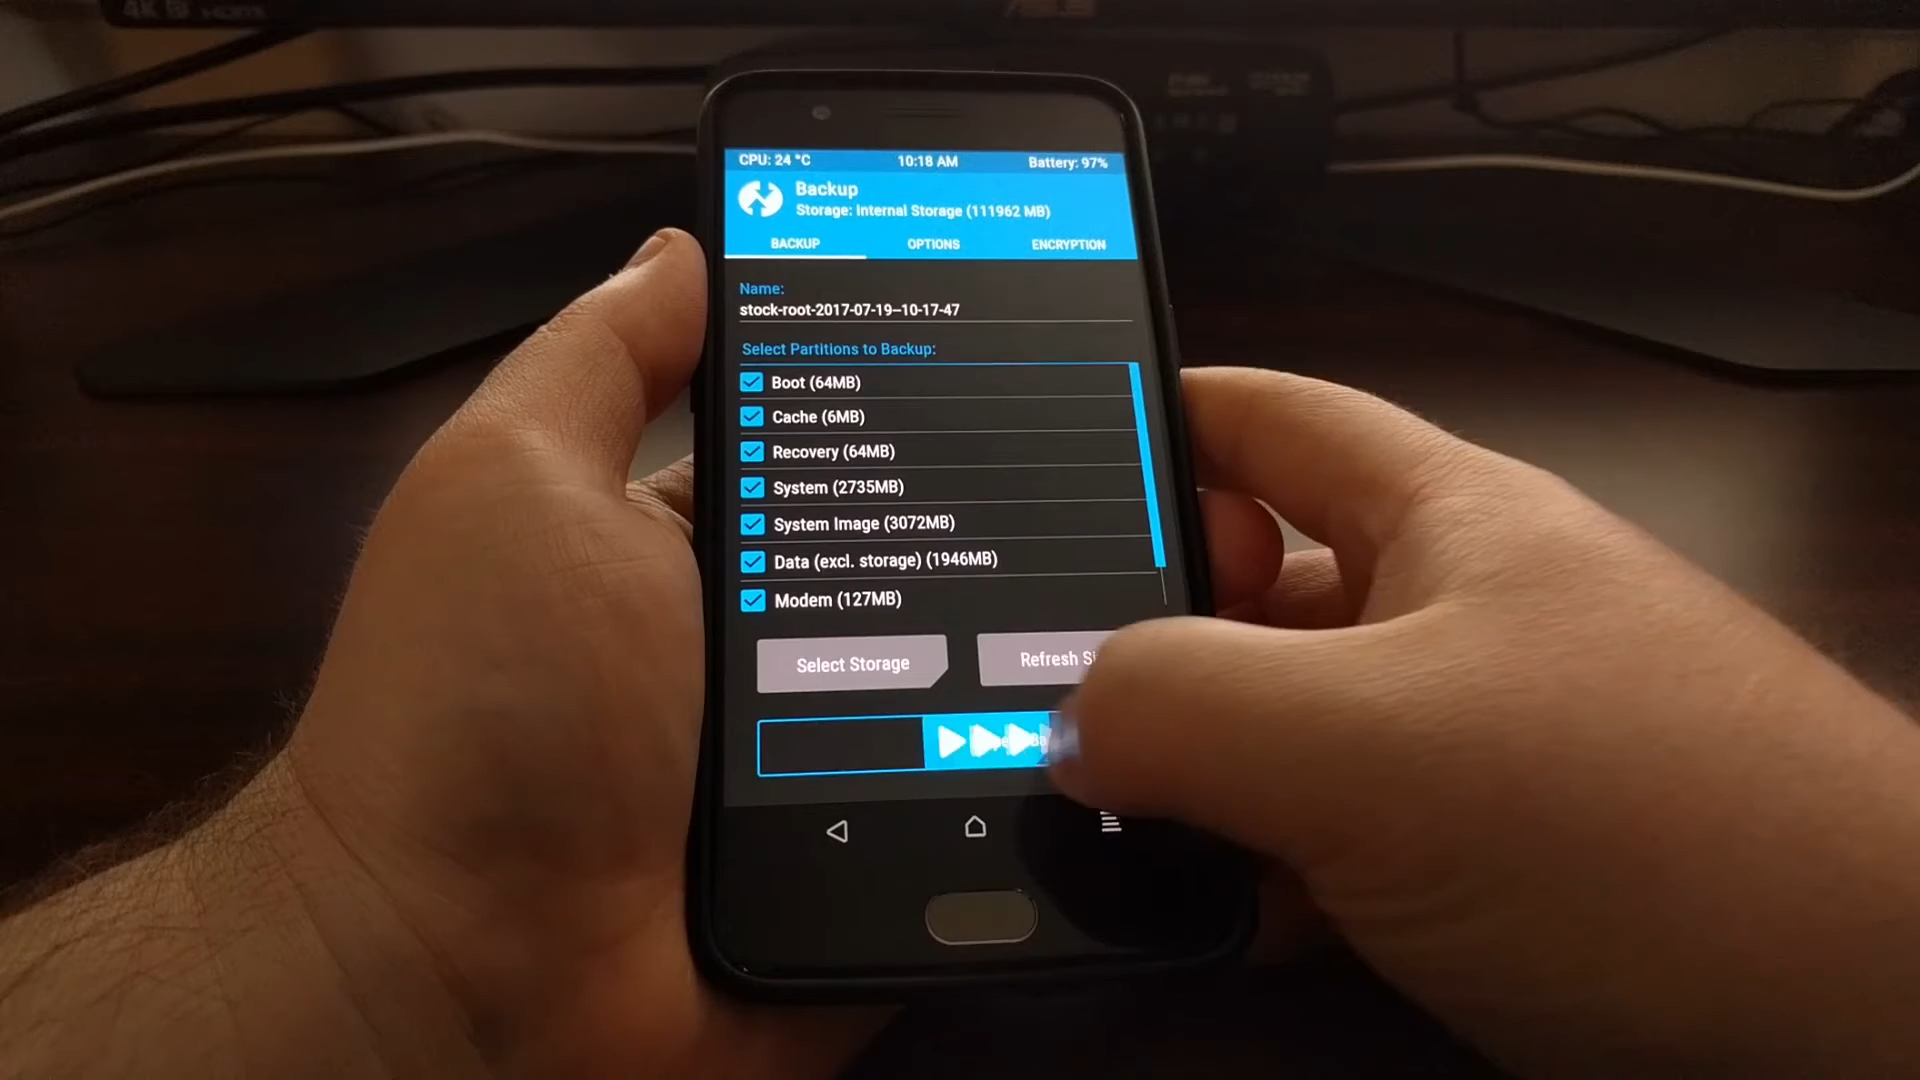 4K HDMI
CPU: 24 °C 10:18 AM Battery: 97%
Backup
Storage: Internal Storage (111962 MB)
BACKUP OPTIONS ENCRYPTION
Name:
stock-root-2017-07-19--10-17-47
Select Partitions to Backup:
Boot (64MB)
Cache (6MB)
Recovery (64MB)
System (2735MB)
System Image (3072MB)
Data (excl. storage) (1946MB)
Modem (127MB)
Select Storage Refresh Si